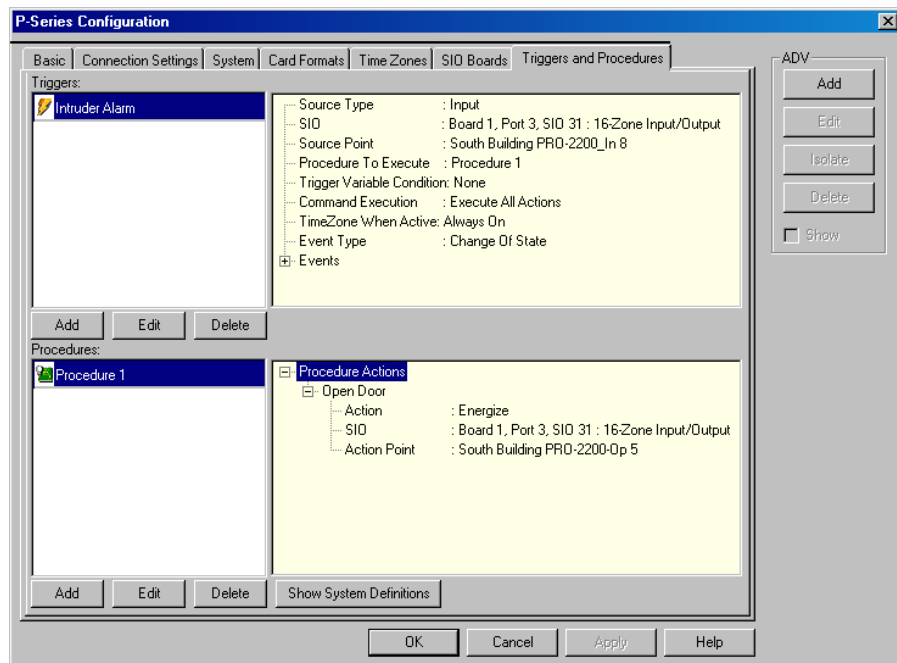 P-Series Configuration
Basic Connection Settings System Card Formats Time Zones SIO Boards Triggers and Procedures
Triggers:
Intruder Alarm
Source Type : Input
SIO : Board 1, Port 3, SIO 31 : 16-Zone Input/Output
Source Point : South Building PRO-2200_In 8
Procedure To Execute : Procedure 1
Trigger Variable Condition: None
Command Execution : Execute All Actions
TimeZone When Active: Always On
Event Type : Change Of State
Events
Add Edit Delete
Procedures:
Procedure 1
Procedure Actions
Open Door
Action : Energize
SIO : Board 1, Port 3, SIO 31 : 16-Zone Input/Output
Action Point : South Building PRO-2200-Op 5
Add Edit Delete Show System Definitions
ADV
Add
Edit
Isolate
Delete
Show
OK Cancel Apply Help